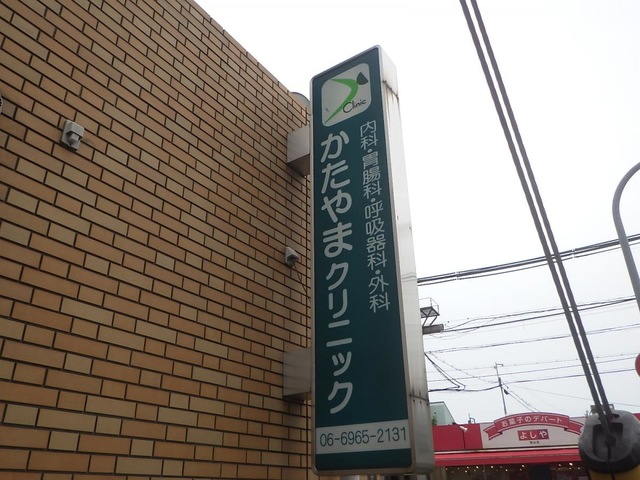 Clinic
内科・胃腸科・呼吸器科・外科
かたやまクリニック
06-6965-2131
お菓子のデパート
よしや